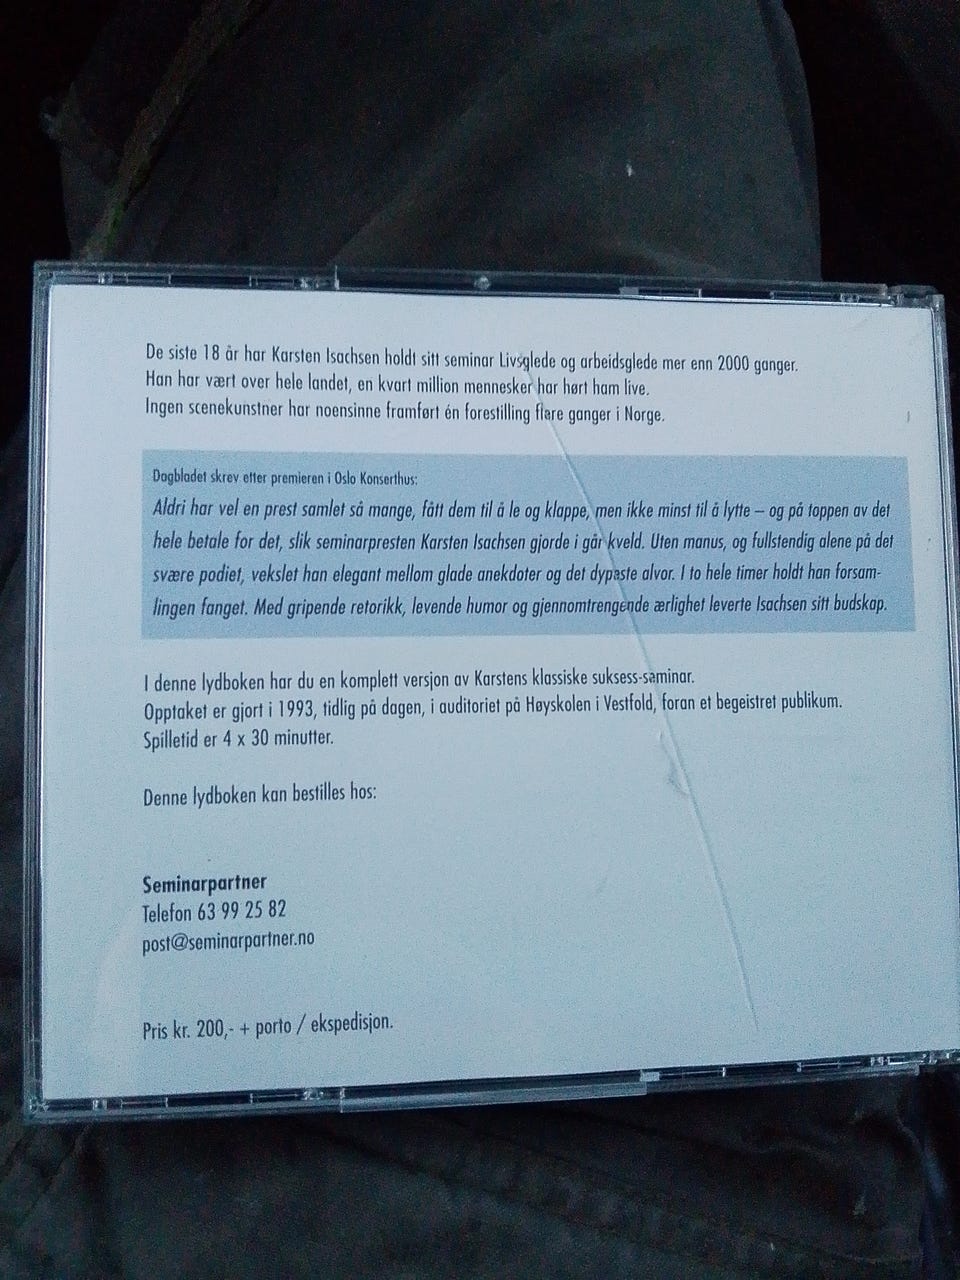 De siste 18 år har Karsten Isachsen holdt sitt seminar Livsglede og arbeidsglede mer enn 2000 ganger.
Han har vært over hele landet, en kvart million mennesker har hørt ham live.
Ingen scenekunstner har noensinne framført én forestilling flere ganger i Norge.
Dagbladet skrev etter premieren i Oslo Konserthus:
Aldri har vel en prest samlet så mange, fått dem til å le og klappe, men ikke minst til å lytte – og på toppen av det
hele betale for det, slik seminarpresten Karsten Isachsen gjorde i går kveld. Uten manus, og fullstendig alene på det
svære podiet, vekslet han elegant mellom glade anekdoter og det dypeste alvor. I to hele timer holdt han forsam-
lingen fanget. Med gripende retorikk, levende humor og gjennomtrengende ærlighet leverte Isachsen sitt budskap.
I denne lydboken har du en komplett versjon av Karstens klassiske suksess-seminar.
Opptaket er gjort i 1993, tidlig på dagen, i auditoriet på Høyskolen i Vestfold, foran et begeistret publikum.
Spilletid er 4 x 30 minutter.
Denne lydboken kan bestilles hos:
Seminarpartner
Telefon 63 99 25 82
post@seminarpartner.no
Pris kr. 200,- + porto / ekspedisjon.